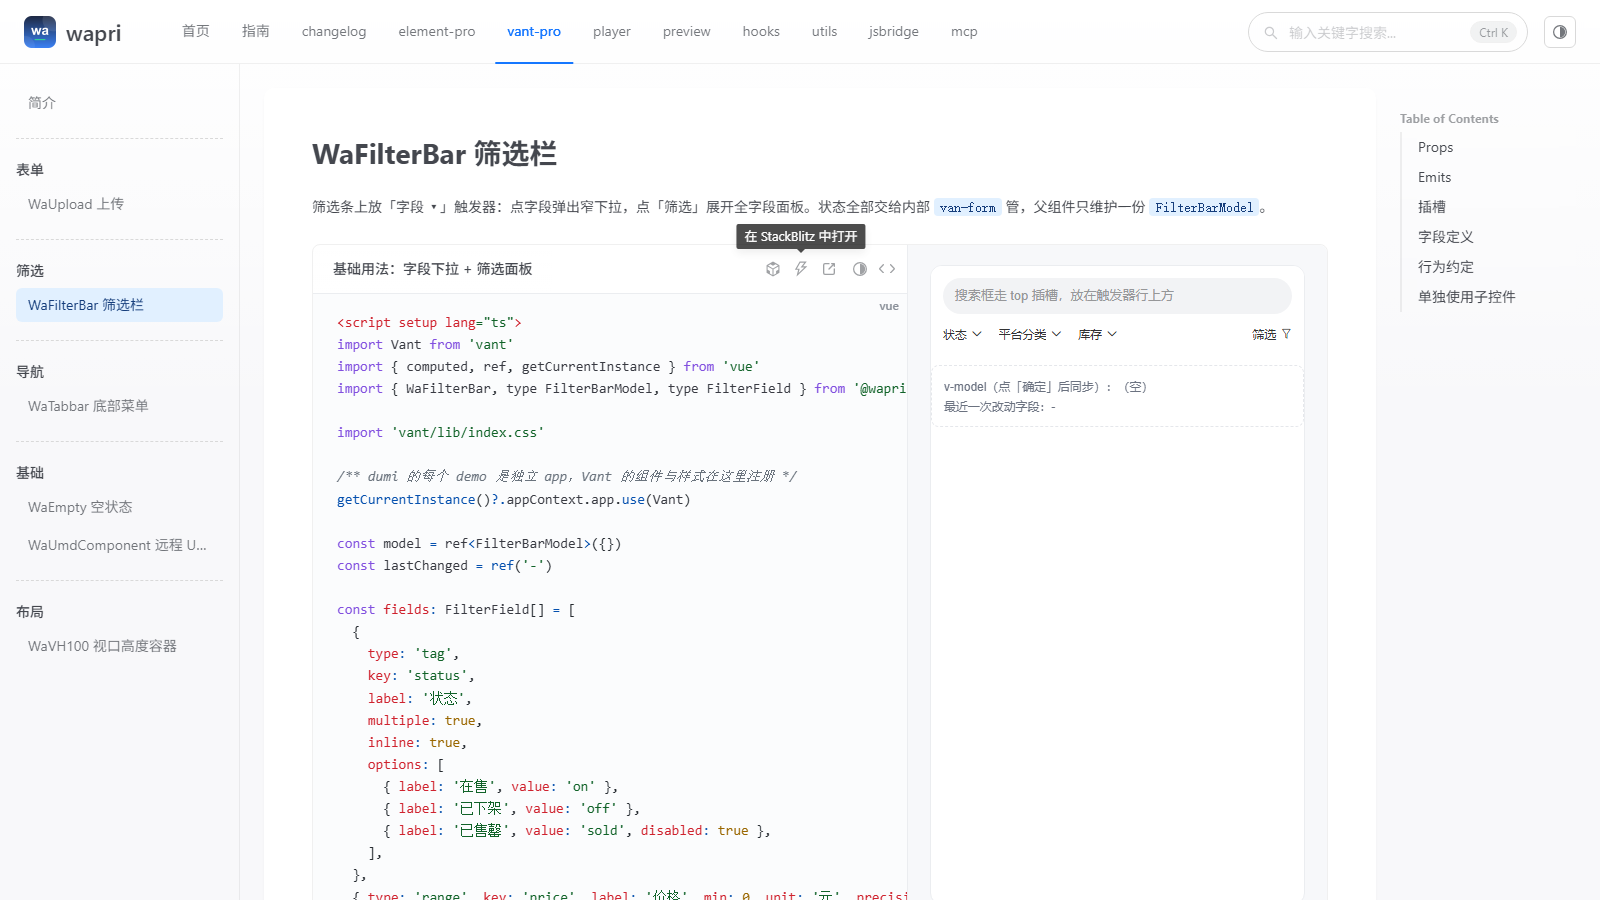 wa wapri
首页 指南 changelog element-pro vant-pro player preview hooks utils jsbridge mcp
输入关键字搜索... Ctrl K
简介
表单
WaUpload 上传
筛选
WaFilterBar 筛选栏
导航
WaTabbar 底部菜单
基础
WaEmpty 空状态
WaUmdComponent 远程 U...
布局
WaVH100 视口高度容器
WaFilterBar 筛选栏
筛选条上放「字段 ▾」触发器：点字段弹出窄下拉，点「筛选」展开全字段面板。状态全部交给内部 van-form 管，父组件只维护一份 FilterBarModel 。
在 StackBlitz 中打开
基础用法：字段下拉 + 筛选面板
vue
<script setup lang="ts">
import Vant from 'vant'
import { computed, ref, getCurrentInstance } from 'vue'
import { WaFilterBar, type FilterBarModel, type FilterField } from '@wapri
import 'vant/lib/index.css'
/** dumi 的每个 demo 是独立 app，Vant 的组件与样式在这里注册 */
getCurrentInstance()?.appContext.app.use(Vant)
const model = ref<FilterBarModel>({})
const lastChanged = ref('-')
const fields: FilterField[] = [
{
type: 'tag',
key: 'status',
label: '状态',
multiple: true,
inline: true,
options: [
{ label: '在售', value: 'on' },
{ label: '已下架', value: 'off' },
{ label: '已售罄', value: 'sold', disabled: true },
],
},
{ type: 'range', key: 'price', label: '价格', min: 0, unit: '元', precisi
搜索框走 top 插槽，放在触发器行上方
状态 平台分类 库存 筛选
v-model（点「确定」后同步）：（空）
最近一次改动字段：-
Table of Contents
Props
Emits
插槽
字段定义
行为约定
单独使用子控件